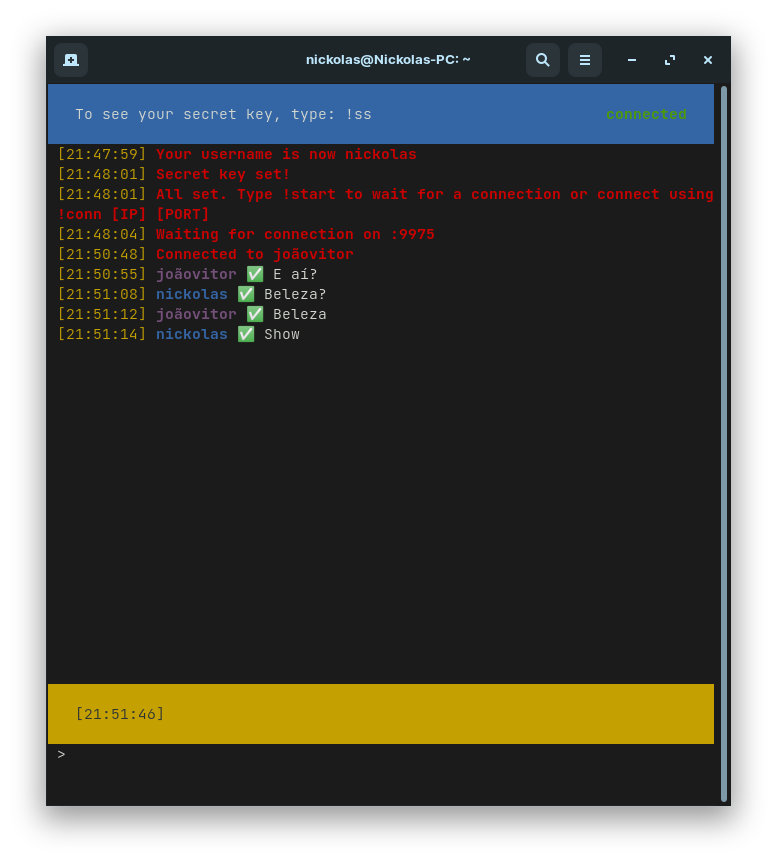 nickolas@Nickolas-PC: ~
To see your secret key, type: !ss connected
[21:47:59] Your username is now nickolas
[21:48:01] Secret key set!
[21:48:01] All set. Type !start to wait for a connection or connect using
!conn [IP] [PORT]
[21:48:04] Waiting for connection on :9975
[21:50:48] Connected to joãovitor
[21:50:55] joãovitor ✅ E aí?
[21:51:08] nickolas ✅ Beleza?
[21:51:12] joãovitor ✅ Beleza
[21:51:14] nickolas ✅ Show
[21:51:46]
>